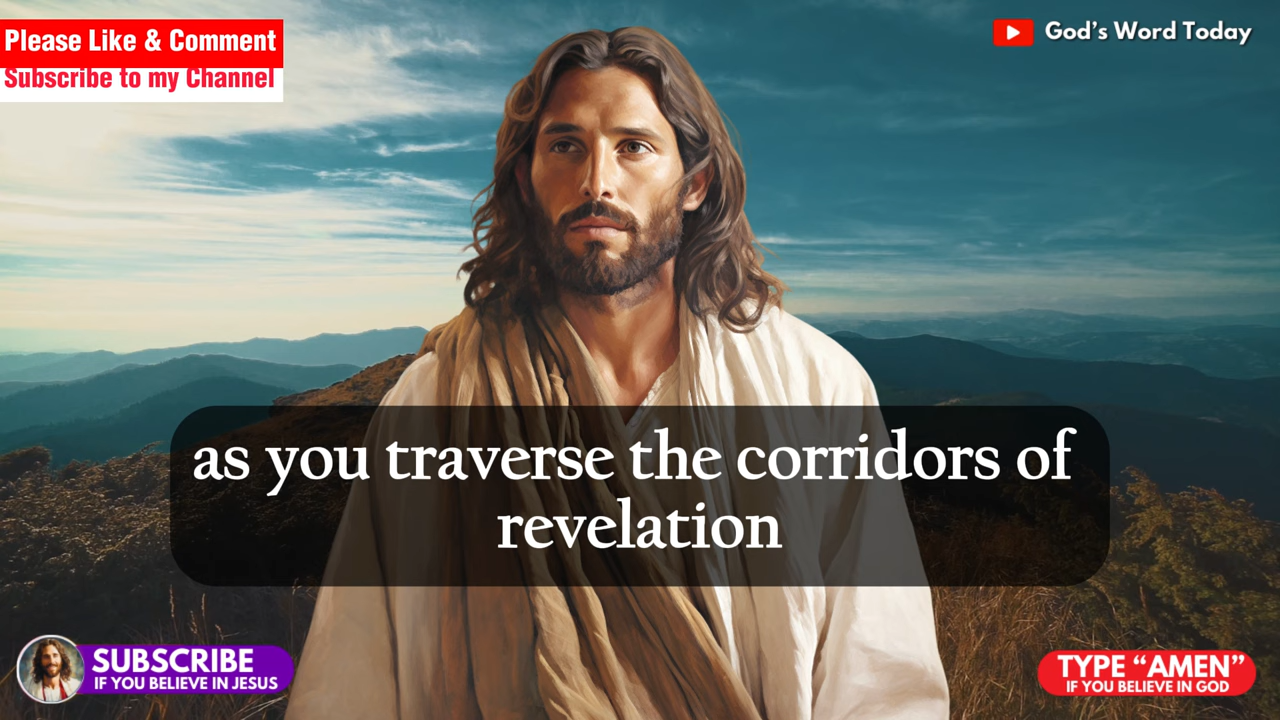 Please Like & Comment
Subscribe to my Channel
God's Word Today
as you traverse the corridors of
revelation
SUBSCRIBE
IF YOU BELIEVE IN JESUS
TYPE “AMEN”
IF YOU BELIEVE IN GOD